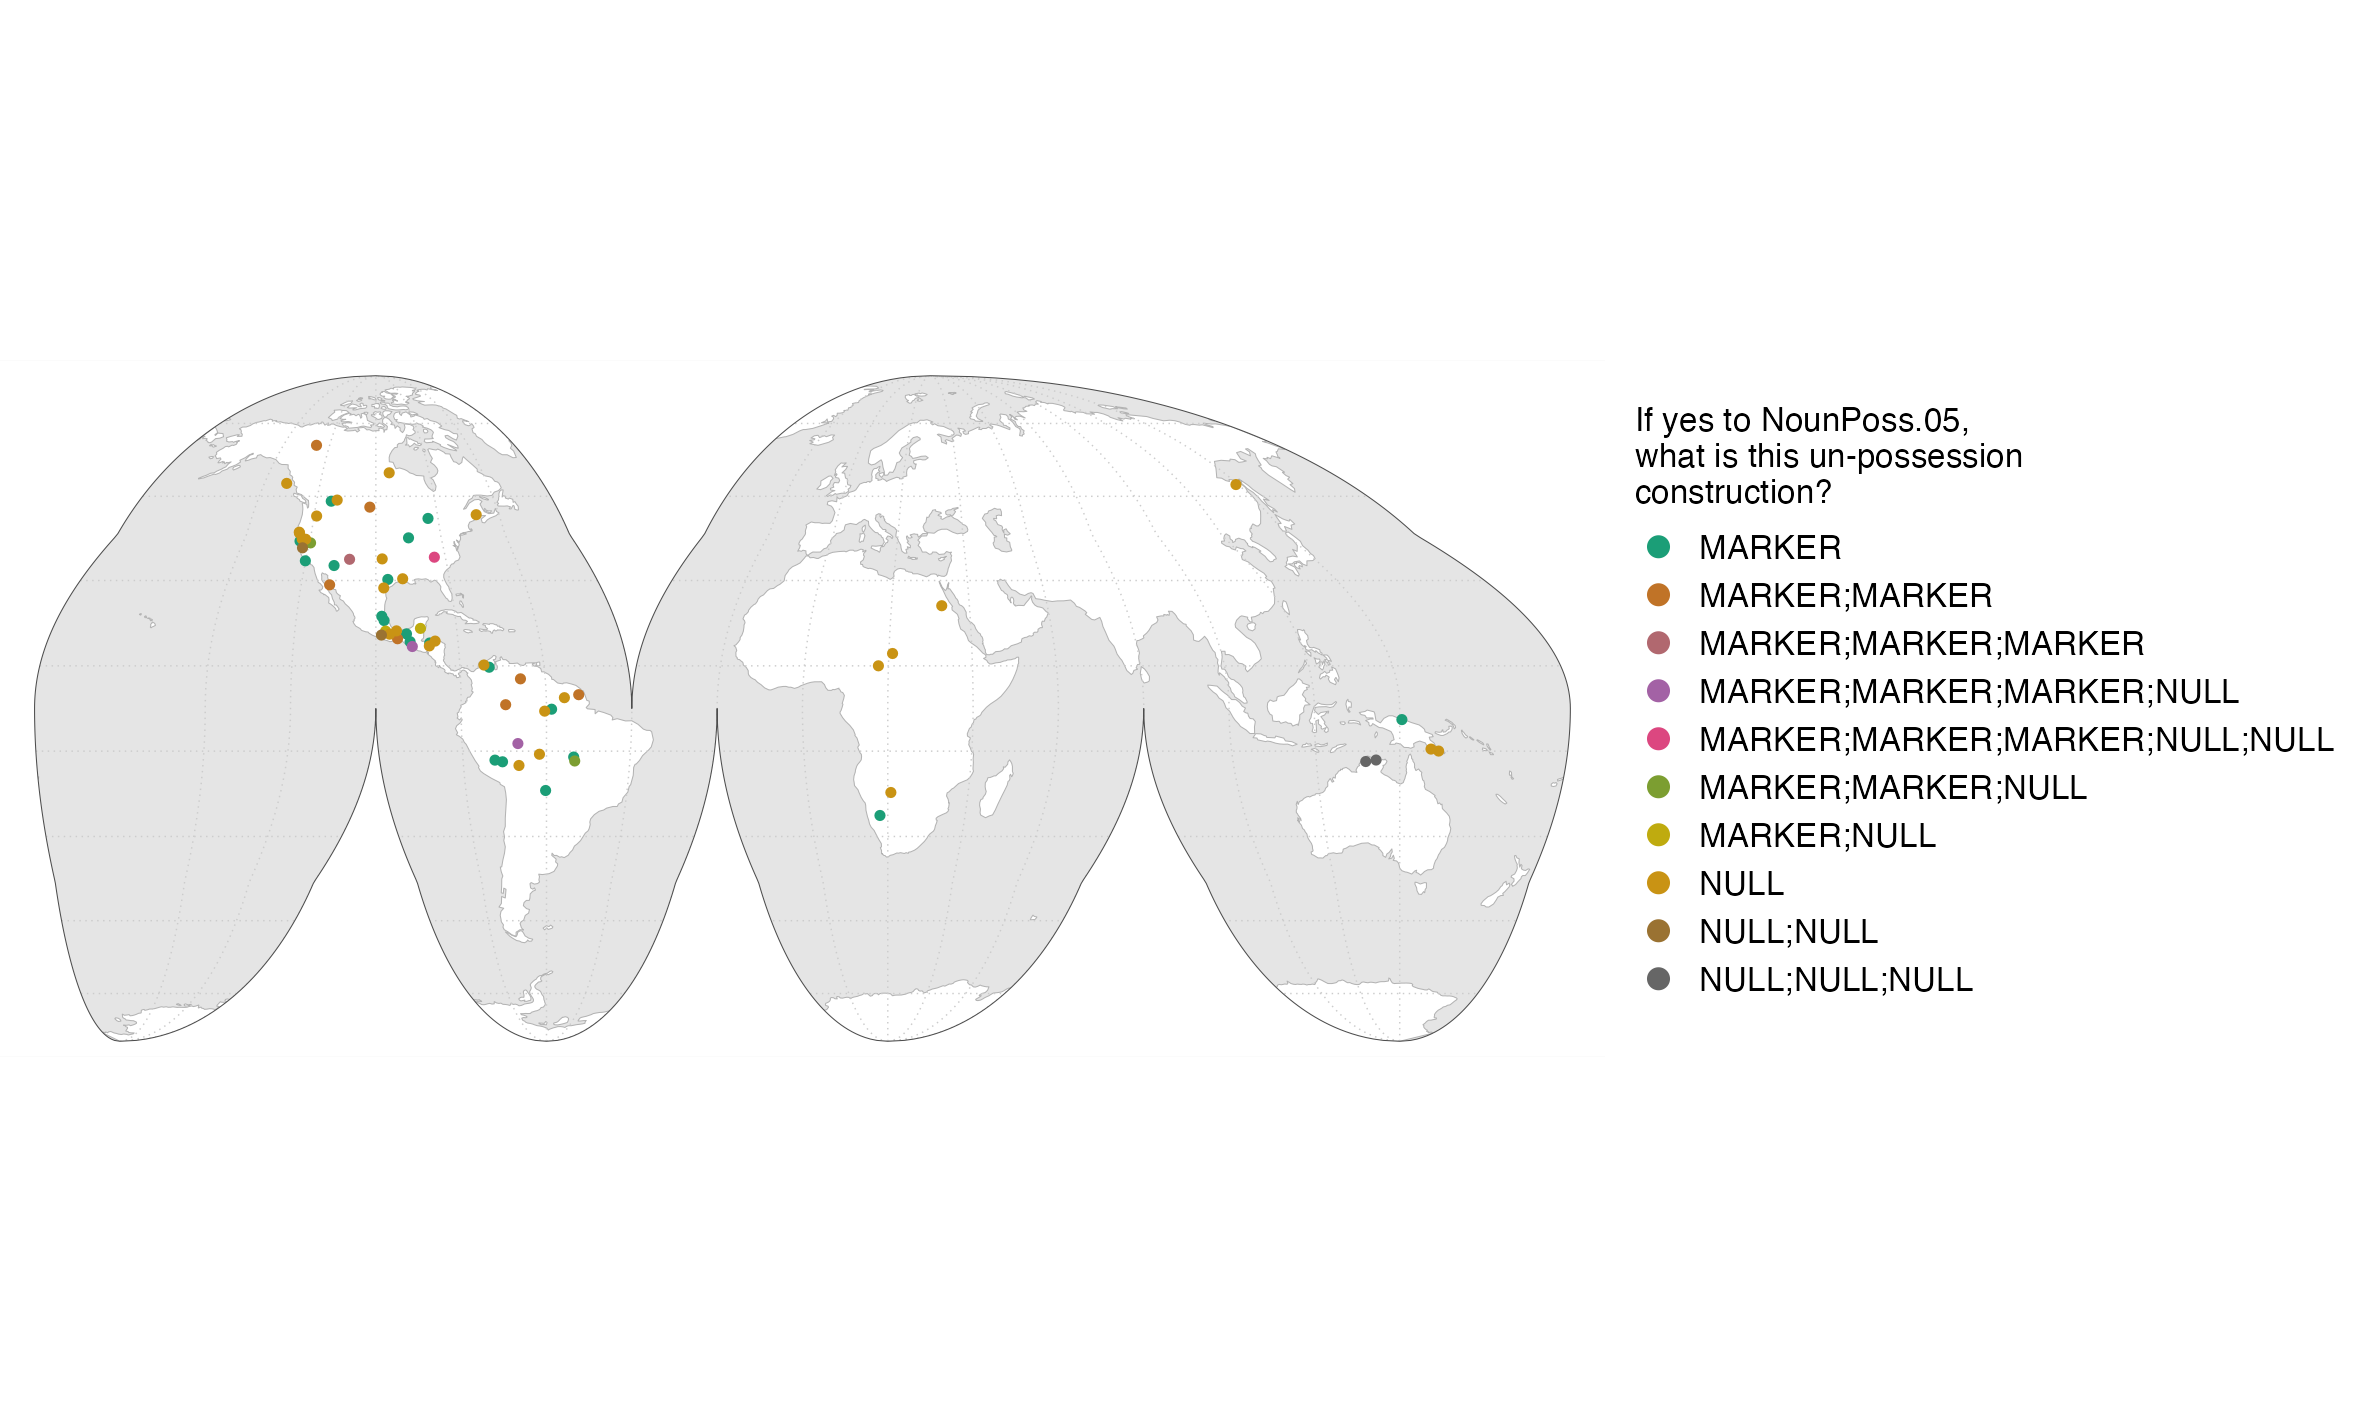 If yes to NounPoss.05,
what is this un-possession
construction?
MARKER
MARKER;MARKER
MARKER;MARKER;MARKER
MARKER;MARKER;MARKER;NULL
MARKER;MARKER;MARKER;NULL;NULL
MARKER;MARKER;NULL
MARKER;NULL
NULL
NULL;NULL
NULL;NULL;NULL